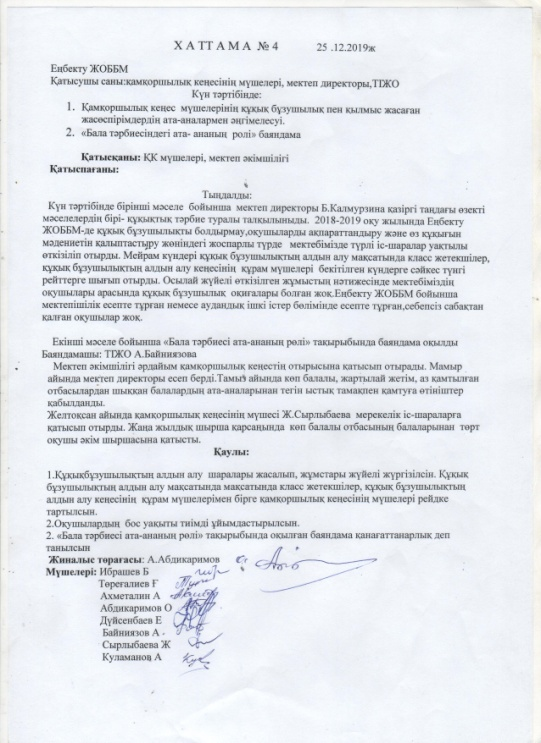 Х А Т Т А М А № 4 25 .12.2019ж
Еңбекту ЖОББМ
Қатысушы саны:қамқоршылық кеңесінің мүшелері, мектеп директоры,ТІЖО
Күн тәртібінде:
1. Қамқоршылық кеңес мүшелерінің құқық бұзушылық пен қылмыс жасаған
жасөспірімдердің ата-аналармен әңгімелесуі.
2. «Бала тәрбиесіндегі ата- ананың ролі» баяндама
Қатысқаны: ҚК мүшелері, мектеп әкімшілігі
Қатыспағаны:
Тыңдалды:
Күн тәртібінде бірінші мәселе бойынша мектеп директоры Б.Калмурзина қазіргі таңдағы өзекті
мәселелердің бірі- құқықтық тәрбие туралы талқылыныды. 2018-2019 оқу жылында Еңбекту
ЖОББМ-де құқық бұзушылықты болдырмау,оқушыларды ақпараттандыру және өз құқығын
мәдениетін қалыптастыру жөніндегі жоспарлы түрде мектебімізде түрлі іс-шаралар уақтылы
өткізіліп отырды. Мейрам күндері құқық бұзушылықтың алдын алу мақсатында класс жетекшілер,
құқық бұзушылықтың алдын алу кеңесінің құрам мүшелері бекітілген күндерге сәйкес түнгі
рейттерге шығып отырды. Осылай жүйелі өткізілген жұмыстың нәтижесінде мектебіміздің
оқушылары арасында құқық бұзушылық оқиғалары болған жоқ.Еңбекту ЖОББМ бойынша
мектепішілік есепте тұрған немесе аудандық ішкі істер бөлімінде есепте тұрған,себепсіз сабақтан
қалған оқушылар жоқ.
Екінші мәселе бойынша «Бала тәрбиесі ата-ананың рөлі» тақырыбында баяндама оқылды
Баяндамашы: ТІЖО А.Байниязова
Мектеп әкімшілігі әрдайым қамқоршылық кеңестің отырысына қатысып отырады. Мамыр
айында мектеп директоры есеп берді.Тамыз айында көп балалы, жартылай жетім, аз қамтылған
отбасылардан шыққан балалардың ата-аналарынан тегін ыстық тамақпен қамтуға өтініштер
қабылданды.
Желтоқсан айында қамқоршылық кеңесінің мүшесі Ж.Сырлыбаева мерекелік іс-шараларға
қатысып отырды. Жаңа жылдық шырша қарсаңында көп балалы отбасының балаларынан төрт
оқушы әкім шыршасына қатысты.
Қаулы:
1.Құқықбұзушылықтың алдын алу шаралары жасалып, жұмстары жүйелі жүргізілсін. Құқық
бұзушылықтың алдын алу мақсатында мақсатында класс жетекшілер, құқық бұзушылықтың
алдын алу кеңесінің құрам мүшелерімен бірге қамқоршылық кеңесінің мүшелері рейдке
тартылсын.
2.Оқушылардың бос уақыты тиімді ұйымдастырылсын.
2. «Бала тәрбиесі ата-ананың рөлі» тақырыбында оқылған баяндама қанағаттанарлық деп
танылсын
Жиналыс төрағасы: А.Абдикаримов
Мүшелері: Ибрашев Б
Төреғалиев Ғ
Ахметалин А
Абдикаримов О
Дүйсенбаев Е
Байниязов А
Сырлыбаева Ж
Куламанов А